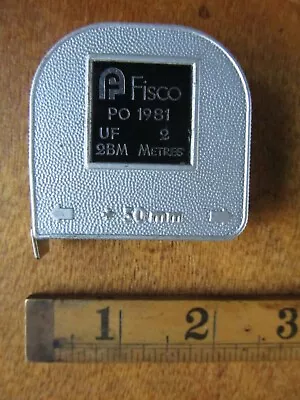 Fisco
PO 1981
UF 2
2BM METRES
+ 50mm
1 2 3